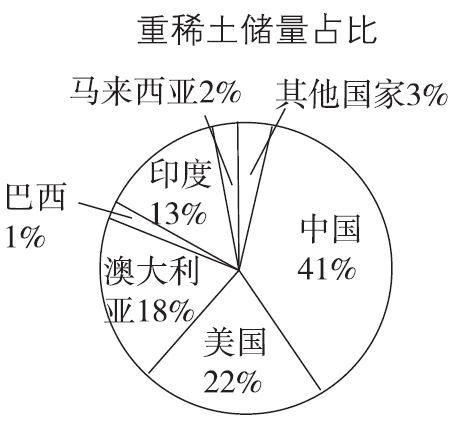 重稀土储量占比
马来西亚2%
其他国家3%
巴西
1%
印度
13%
中国
41%
澳大利
亚18%
美国
22%